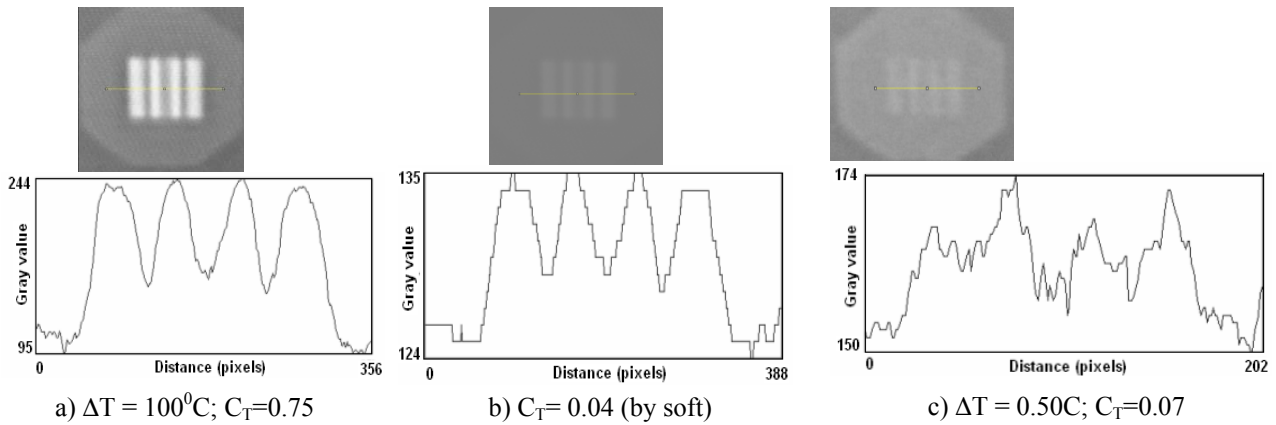 244
Gray value
95
0
Distance (pixels)
356
a) ΔT = 100⁰C; C_T=0.75
135
Gray value
124
0
Distance (pixels)
388
b) C_T= 0.04 (by soft)
174
Gray value
150
0
Distance (pixels)
202
c) ΔT = 0.50C; C_T=0.07